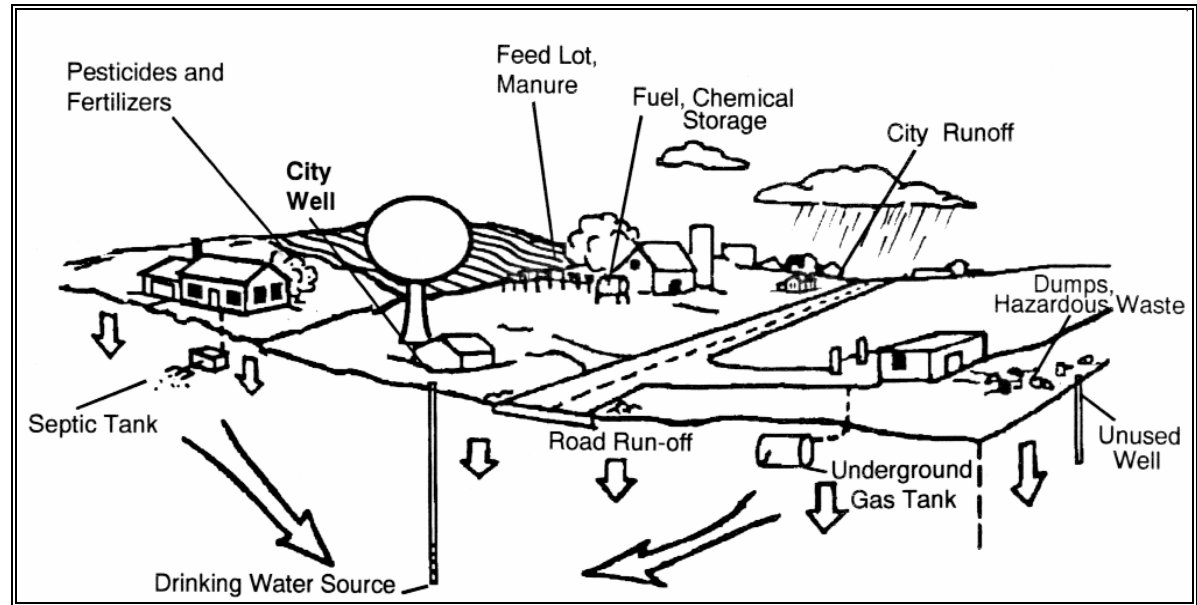 Pesticides and
Fertilizers
Feed Lot,
Manure
Fuel, Chemical
Storage
City Runoff
City
Well
Dumps,
Hazardous Waste
Septic Tank
Road Run-off
Underground
Gas Tank
Unused
Well
Drinking Water Source